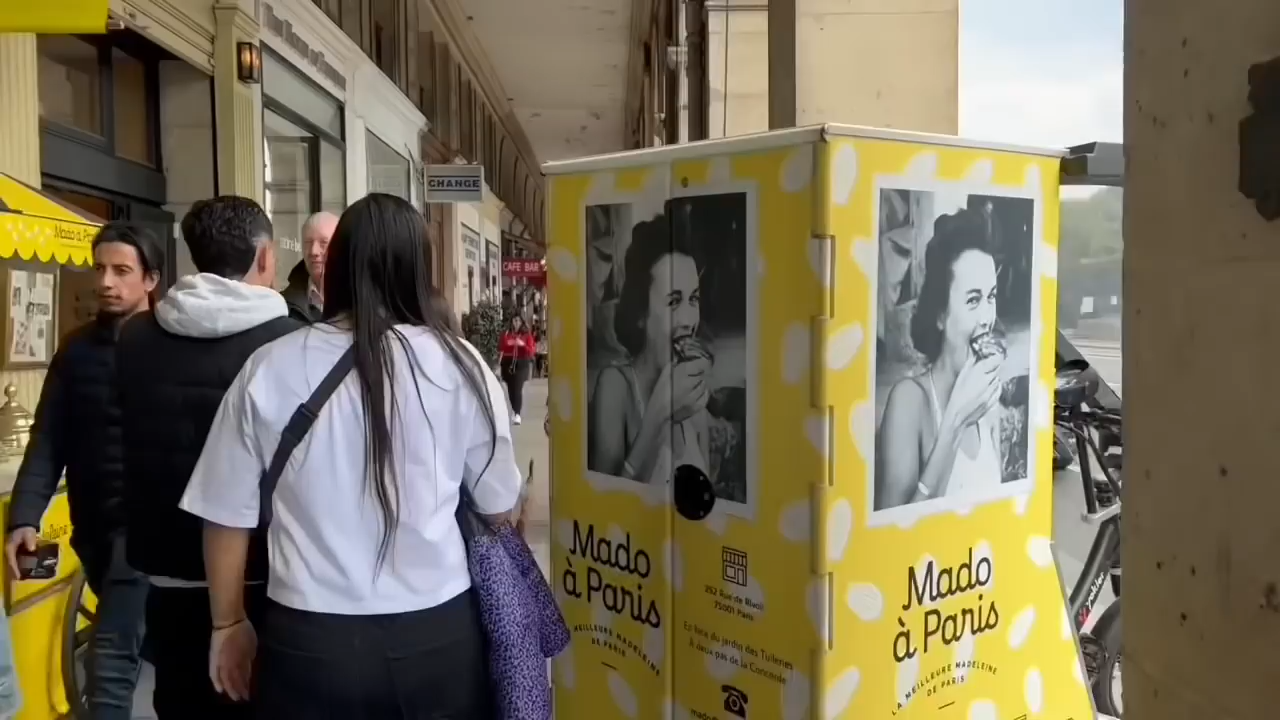 Mado à Paris
CHANGE
CAFE BAR
Mado
à Paris
LA MEILLEURE MADELEINE
DE PARIS
252 Rue de Rivoli
75001 Paris
En face du jardin des Tuileries
À deux pas de la Concorde
Mado
à Paris
LA MEILLEURE MADELEINE
DE PARIS